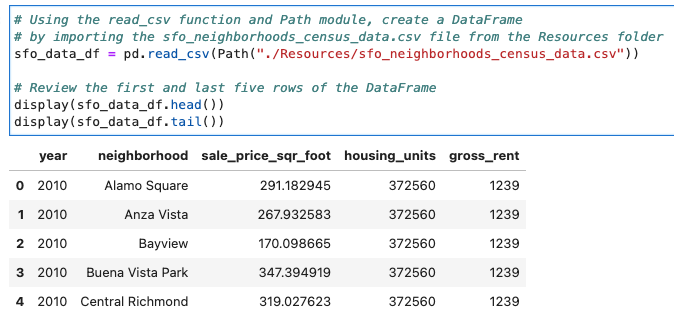 # Using the read_csv function and Path module, create a DataFrame
# by importing the sfo_neighborhoods_census_data.csv file from the Resources folder
sfo_data_df = pd.read_csv(Path("./Resources/sfo_neighborhoods_census_data.csv"))
# Review the first and last five rows of the DataFrame
display(sfo_data_df.head())
display(sfo_data_df.tail())
year neighborhood sale_price_sqr_foot housing_units gross_rent
0 2010 Alamo Square 291.182945 372560 1239
1 2010 Anza Vista 267.932583 372560 1239
2 2010 Bayview 170.098665 372560 1239
3 2010 Buena Vista Park 347.394919 372560 1239
4 2010 Central Richmond 319.027623 372560 1239